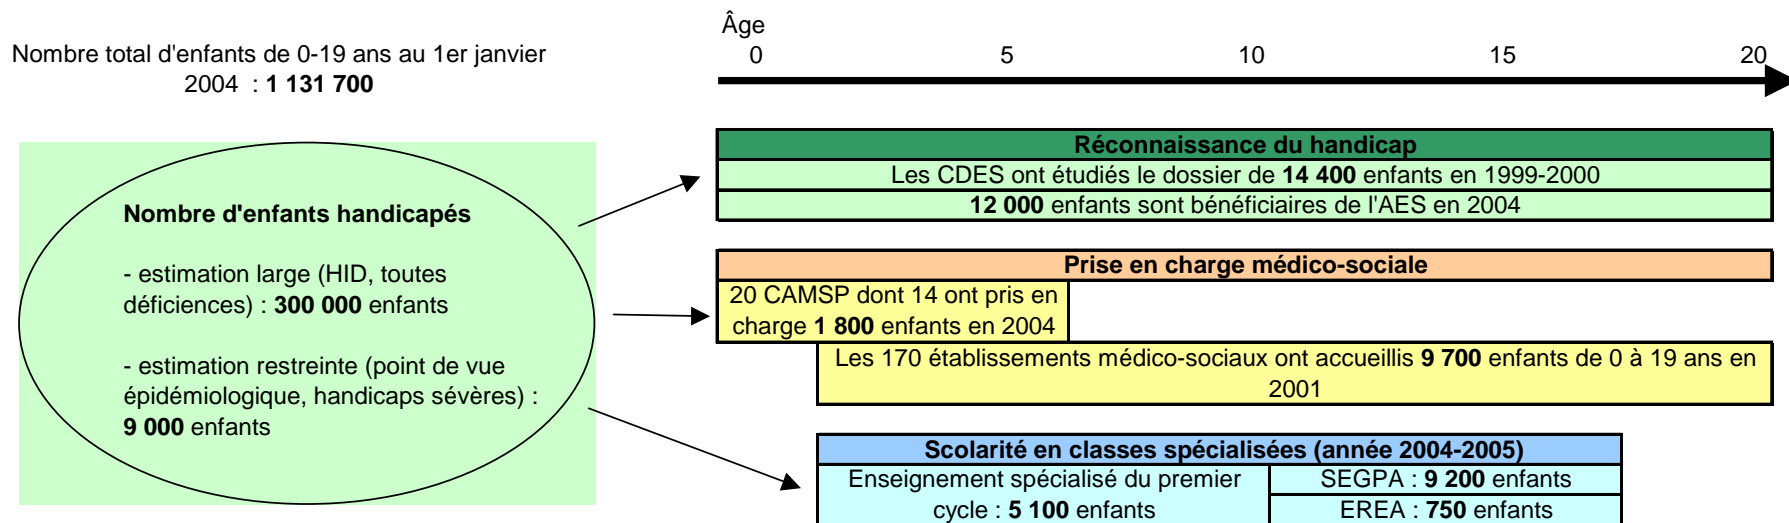 Nombre total d'enfants de 0-19 ans au 1er janvier
2004 : 1 131 700
Âge
0 5 10 15 20
Nombre d'enfants handicapés
- estimation large (HID, toutes
déficiences) : 300 000 enfants
- estimation restreinte (point de vue
épidémiologique, handicaps sévères) :
9 000 enfants
Réconnaissance du handicap
Les CDES ont étudiés le dossier de 14 400 enfants en 1999-2000
12 000 enfants sont bénéficiaires de l'AES en 2004
Prise en charge médico-sociale
20 CAMSP dont 14 ont pris en
charge 1 800 enfants en 2004
Les 170 établissements médico-sociaux ont accueillis 9 700 enfants de 0 à 19 ans en
2001
Scolarité en classes spécialisées (année 2004-2005)
Enseignement spécialisé du premier
cycle : 5 100 enfants
SEGPA : 9 200 enfants
EREA : 750 enfants